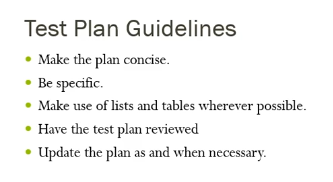 Test Plan Guidelines
• Make the plan concise.
• Be specific.
• Make use of lists and tables wherever possible.
• Have the test plan reviewed
• Update the plan as and when necessary.